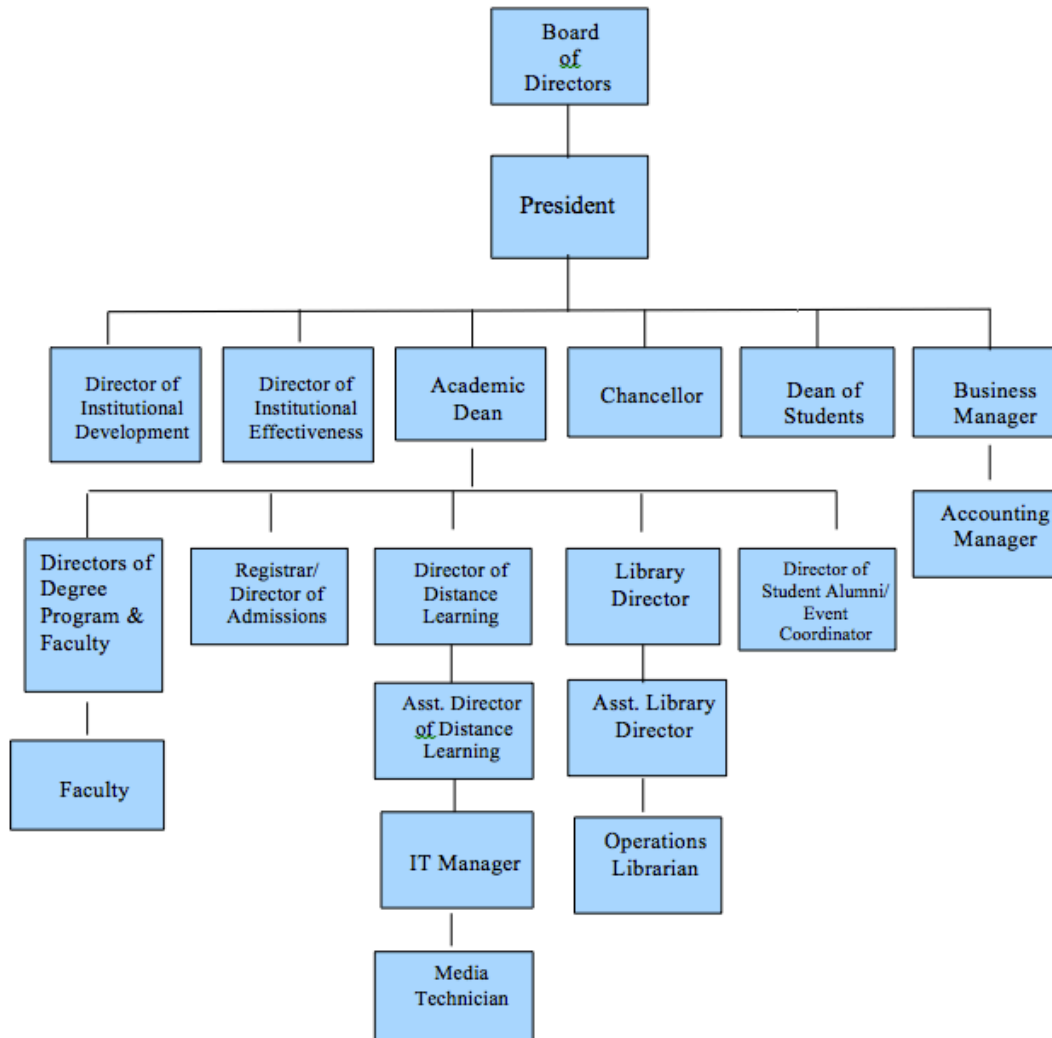 Board
of
Directors
President
Director of
Institutional
Development
Director of
Institutional
Effectiveness
Academic
Dean
Chancellor
Dean of
Students
Business
Manager
Accounting
Manager
Directors of
Degree
Program &
Faculty
Registrar/
Director of
Admissions
Director of
Distance
Learning
Library
Director
Director of
Student Alumni/
Event
Coordinator
Asst. Director
of Distance
Learning
Asst. Library
Director
Faculty
IT Manager
Operations
Librarian
Media
Technician